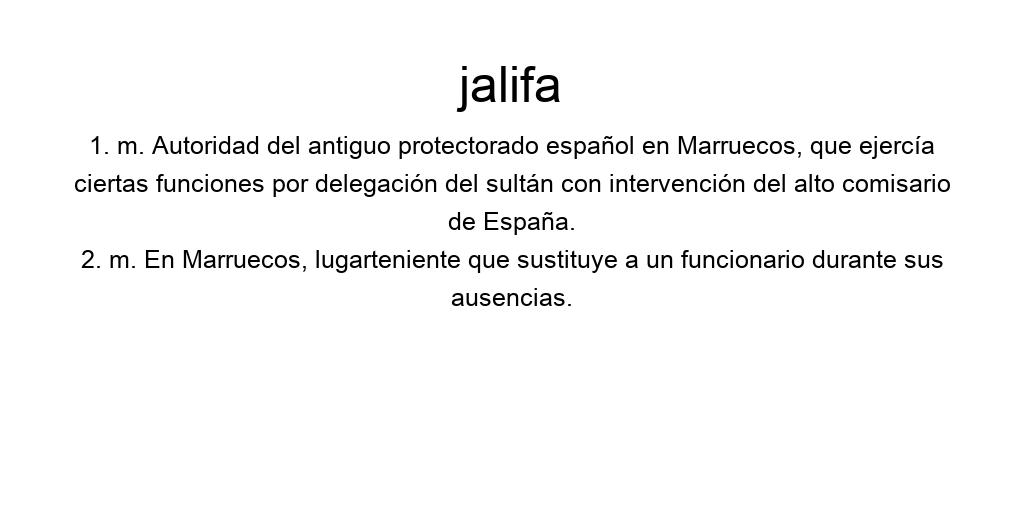 jalifa
1. m. Autoridad del antiguo protectorado español en Marruecos, que ejercía
ciertas funciones por delegación del sultán con intervención del alto comisario
de España.
2. m. En Marruecos, lugarteniente que sustituye a un funcionario durante sus
ausencias.